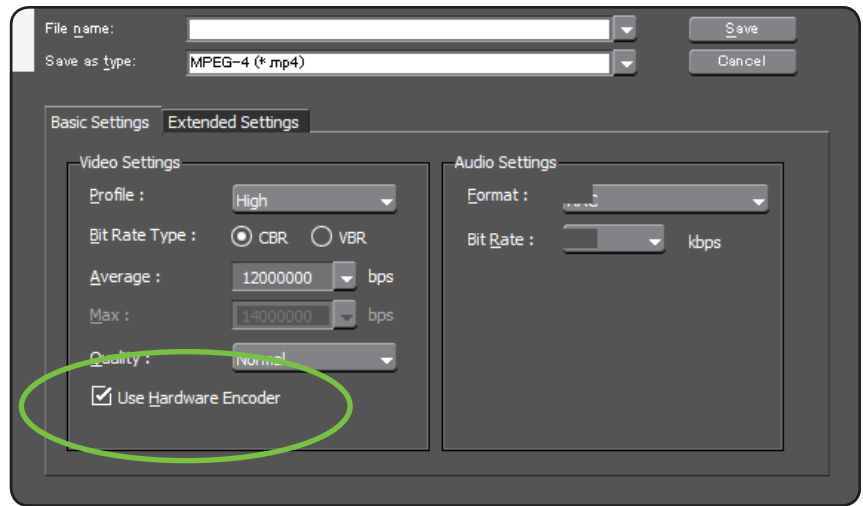 File name:
Save
Save as type: MPEG-4 (*.mp4) Cancel
Basic Settings Extended Settings
Video Settings Audio Settings
Profile : High Format :
Bit Rate Type : CBR VBR Bit Rate : kbps
Average : 12000000 bps
Max : 14000000 bps
Quality : Normal
Use Hardware Encoder